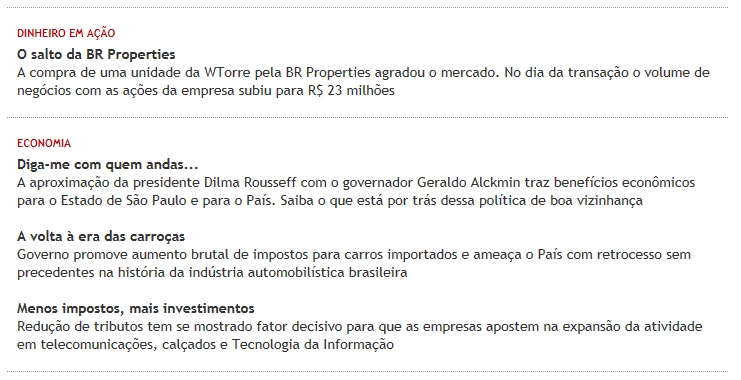 DINHEIRO EM AÇÃO
O salto da BR Properties
A compra de uma unidade da WTorre pela BR Properties agradou o mercado. No dia da transação o volume de
negócios com as ações da empresa subiu para R$ 23 milhões
ECONOMIA
Diga-me com quem andas...
A aproximação da presidente Dilma Rousseff com o governador Geraldo Alckmin traz benefícios econômicos
para o Estado de São Paulo e para o País. Saiba o que está por trás dessa política de boa vizinhança
A volta à era das carroças
Governo promove aumento brutal de impostos para carros importados e ameaça o País com retrocesso sem
precedentes na história da indústria automobilística brasileira
Menos impostos, mais investimentos
Redução de tributos tem se mostrado fator decisivo para que as empresas apostem na expansão da atividade
em telecomunicações, calçados e Tecnologia da Informação